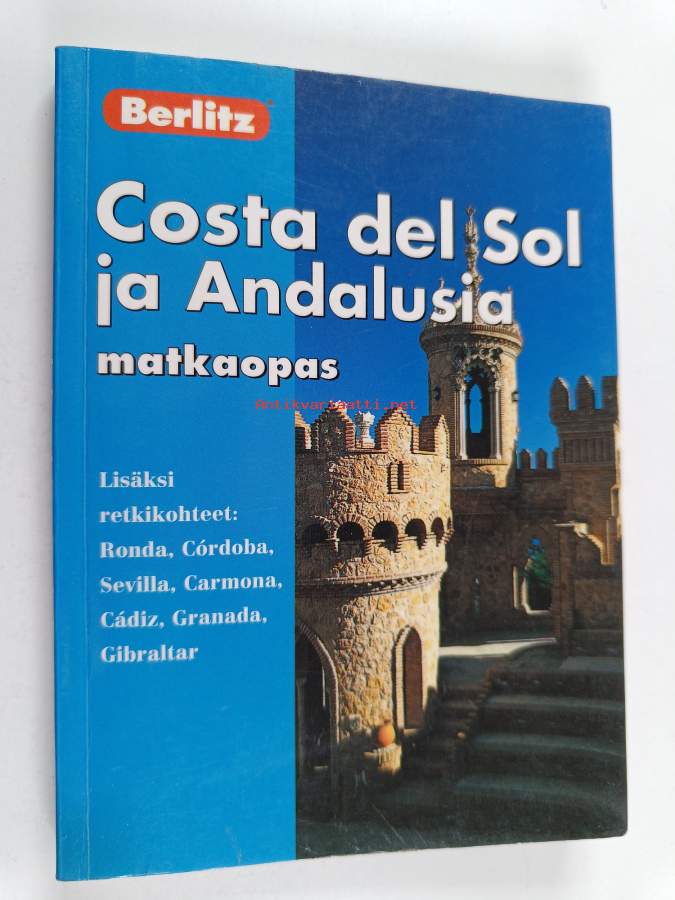 Berlitz
Costa del Sol
ja Andalusia
matkaopas
Antikvariaatti.net
Lisäksi
retkikohteet:
Ronda, Córdoba,
Sevilla, Carmona,
Cádiz, Granada,
Gibraltar